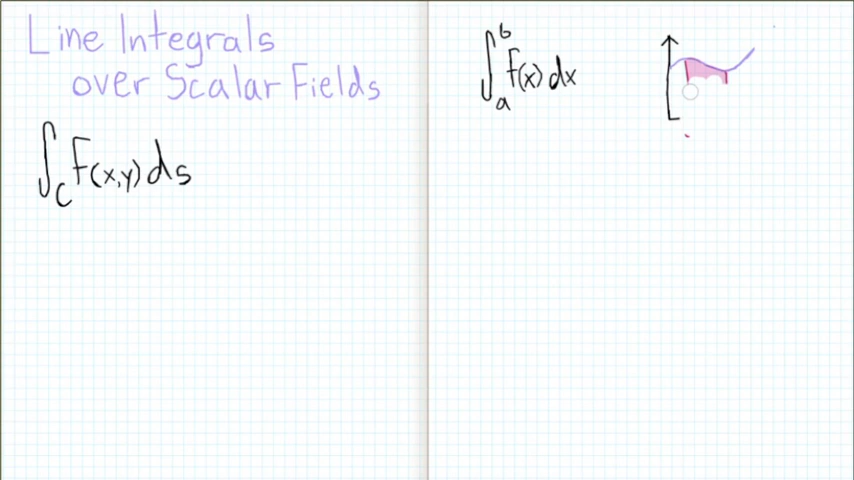 Line Integrals
over Scalar Fields
∫_C f(x,y) ds
∫_a^b f(x) dx